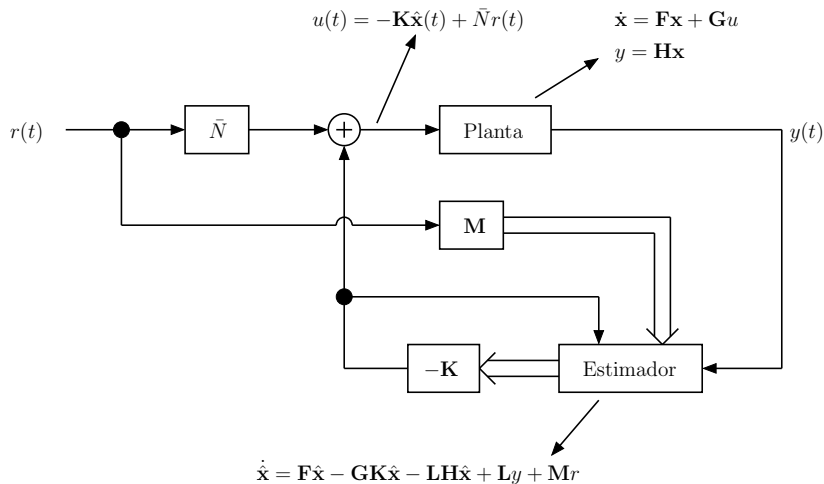 u(t) = −Kx̂(t) + N̄r(t)
ẋ = Fx + Gu
y = Hx
r(t)
N̄
+
Planta
y(t)
M
−K
Estimador
x̂̇ = Fx̂ − GKx̂ − LHx̂ + Ly + Mr